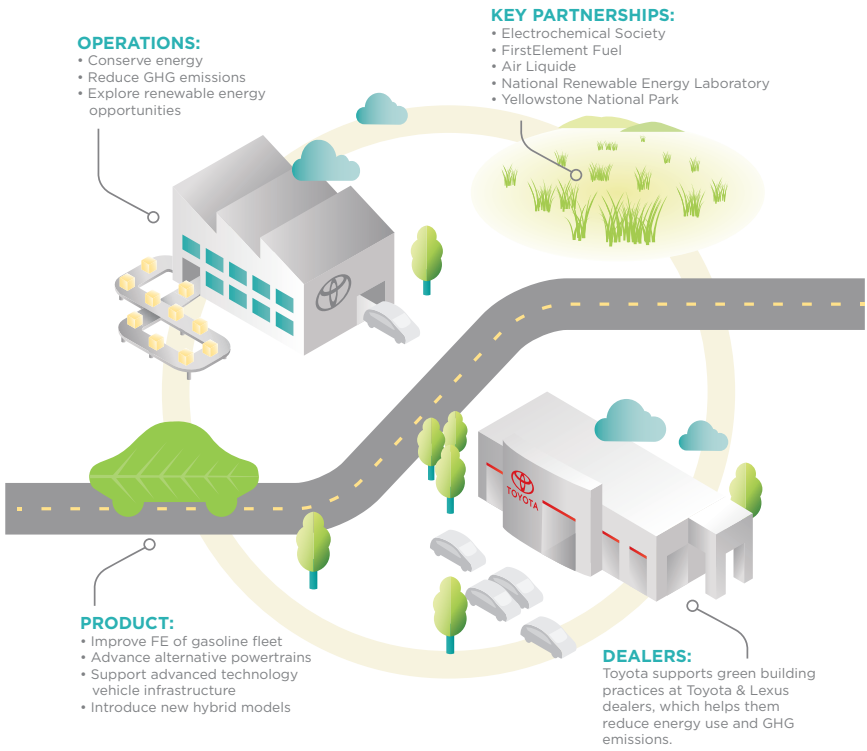 OPERATIONS:
• Conserve energy
• Reduce GHG emissions
• Explore renewable energy
opportunities
KEY PARTNERSHIPS:
• Electrochemical Society
• FirstElement Fuel
• Air Liquide
• National Renewable Energy Laboratory
• Yellowstone National Park
TOYOTA
PRODUCT:
• Improve FE of gasoline fleet
• Advance alternative powertrains
• Support advanced technology
vehicle infrastructure
• Introduce new hybrid models
DEALERS:
Toyota supports green building
practices at Toyota & Lexus
dealers, which helps them
reduce energy use and GHG
emissions.